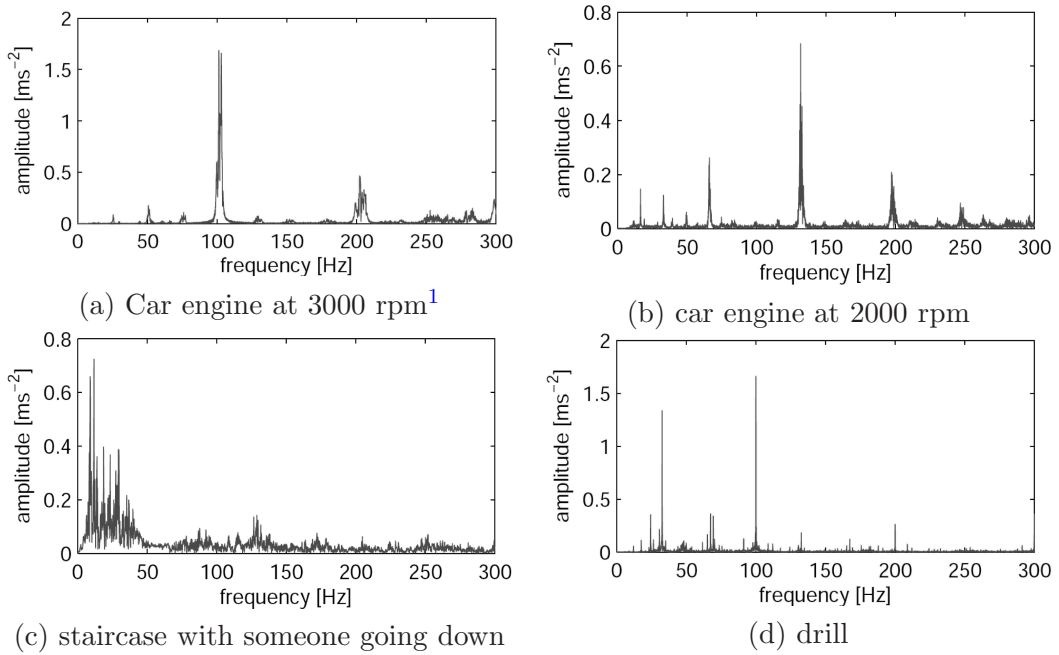 2
1.5
1
0.5
0
0 50 100 150 200 250 300
amplitude [ms⁻²]
frequency [Hz]
(a) Car engine at 3000 rpm¹
0.8
0.6
0.4
0.2
0
0 50 100 150 200 250 300
amplitude [ms⁻²]
frequency [Hz]
(b) car engine at 2000 rpm
0.8
0.6
0.4
0.2
0
0 50 100 150 200 250 300
amplitude [ms⁻²]
frequency [Hz]
(c) staircase with someone going down
2
1.5
1
0.5
0
0 50 100 150 200 250 300
amplitude [ms⁻²]
frequency [Hz]
(d) drill